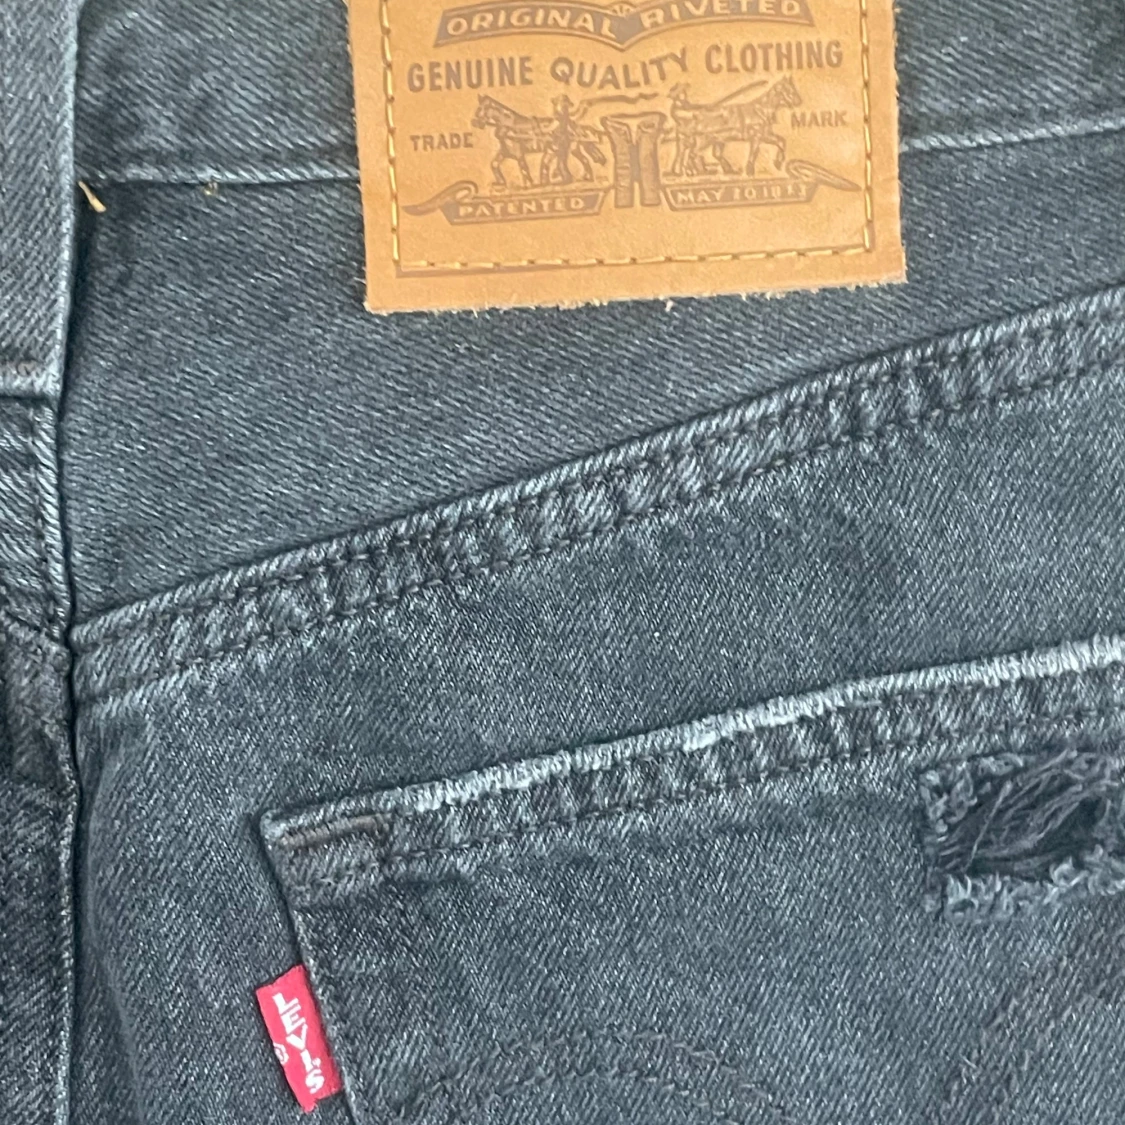 ORIGINAL RIVETED
GENUINE QUALITY CLOTHING
TRADE MARK
PATENTED MAY 20 1873
LEVI'S
®